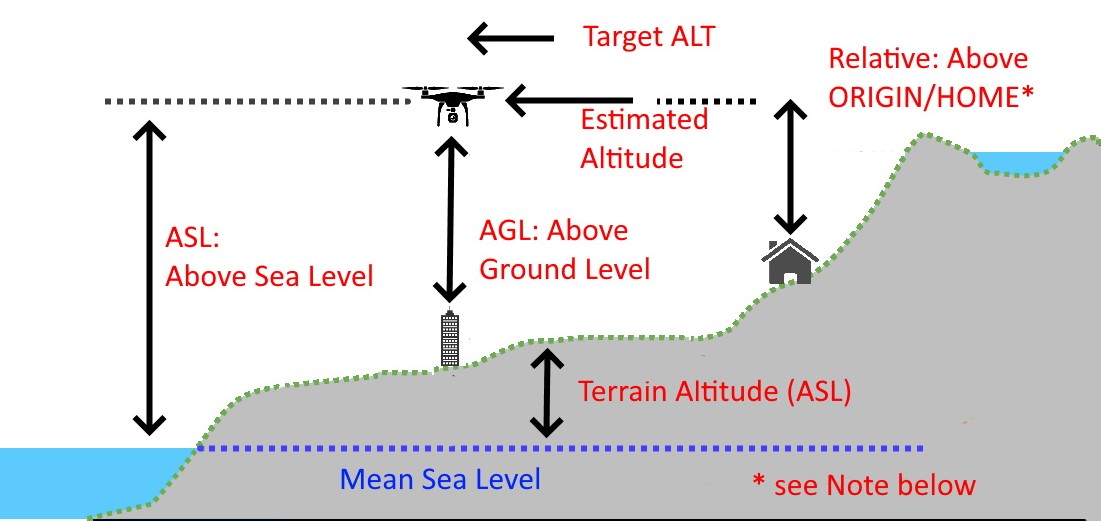 Target ALT
Relative: Above
ORIGIN/HOME*
Estimated
Altitude
ASL:
Above Sea Level
AGL: Above
Ground Level
Terrain Altitude (ASL)
Mean Sea Level
* see Note below